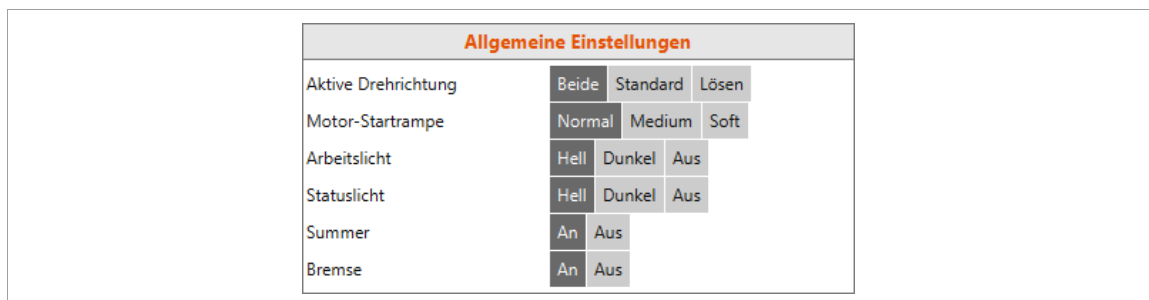 Allgemeine Einstellungen
Aktive Drehrichtung Beide Standard Lösen
Motor-Startrampe Normal Medium Soft
Arbeitslicht Hell Dunkel Aus
Statuslicht Hell Dunkel Aus
Summer An Aus
Bremse An Aus